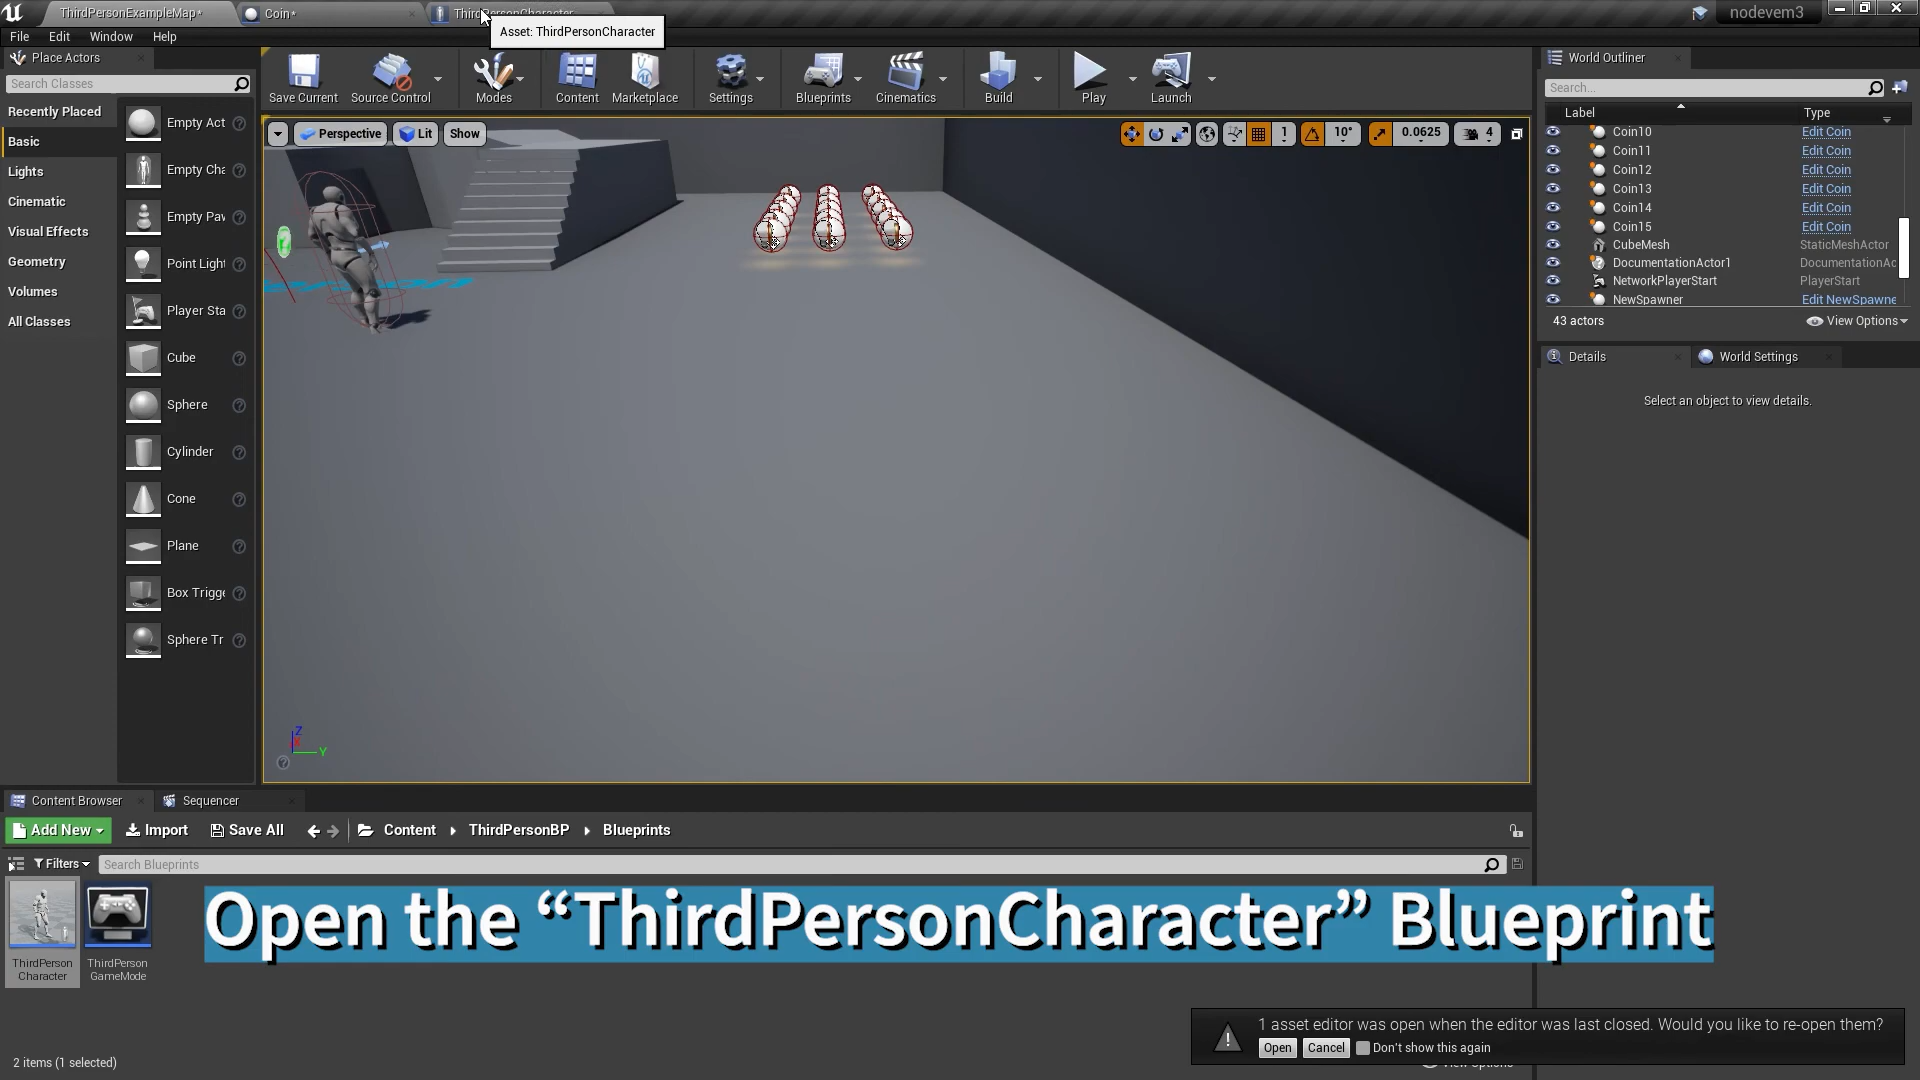 ThirdPersonExampleMap*
Coin*
ThirdPersonCharacter
nodevem3
Asset: ThirdPersonCharacter
File
Edit
Window
Help
Place Actors
Search Classes
Recently Placed
Basic
Lights
Cinematic
Visual Effects
Geometry
Volumes
All Classes
Empty Act
Empty Cha
Empty Pav
Point Light
Player Sta
Cube
Sphere
Cylinder
Cone
Plane
Box Trigge
Sphere Tr
Save Current
Source Control
Modes
Content
Marketplace
Settings
Blueprints
Cinematics
Build
Play
Launch
Perspective
Lit
Show
1
10°
0.0625
4
Z
X
Y
World Outliner
Search...
Label
Type
Coin10 Edit Coin
Coin11 Edit Coin
Coin12 Edit Coin
Coin13 Edit Coin
Coin14 Edit Coin
Coin15 Edit Coin
CubeMesh StaticMeshActor
DocumentationActor1 DocumentationAc
NetworkPlayerStart PlayerStart
NewSpawner Edit NewSpawne
43 actors
View Options
Details
World Settings
Select an object to view details.
Content Browser
Sequencer
Add New
Import
Save All
Content
ThirdPersonBP
Blueprints
Filters
Search Blueprints
ThirdPerson
Character
ThirdPerson
GameMode
Open the “ThirdPersonCharacter” Blueprint
1 asset editor was open when the editor was last closed. Would you like to re-open them?
Open
Cancel
Don't show this again
2 items (1 selected)